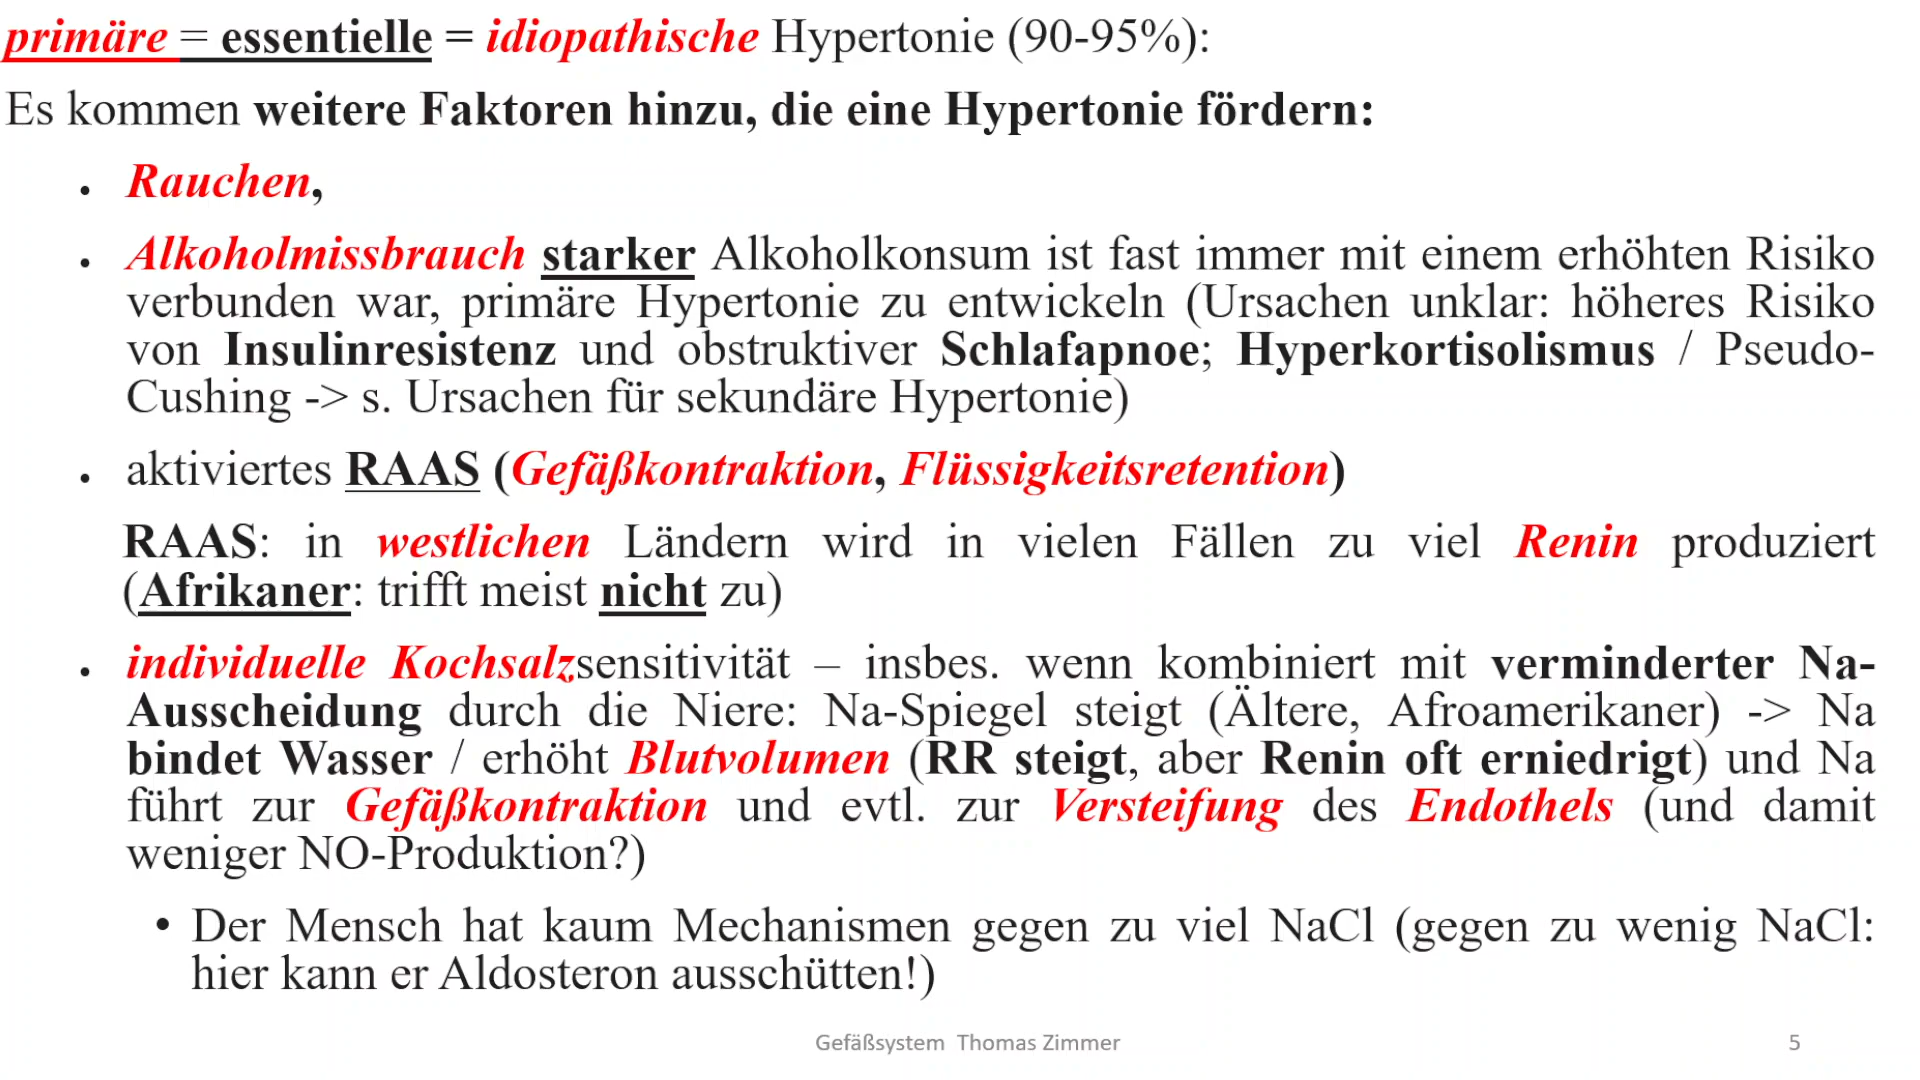 primäre = essentielle = idiopathische Hypertonie (90-95%):
Es kommen weitere Faktoren hinzu, die eine Hypertonie fördern:
• Rauchen,
• Alkoholmissbrauch starker Alkoholkonsum ist fast immer mit einem erhöhten Risiko
verbunden war, primäre Hypertonie zu entwickeln (Ursachen unklar: höheres Risiko
von Insulinresistenz und obstruktiver Schlafapnoe; Hyperkortisolismus / Pseudo-
Cushing -> s. Ursachen für sekundäre Hypertonie)
• aktiviertes RAAS (Gefäßkontraktion, Flüssigkeitsretention)
RAAS: in westlichen Ländern wird in vielen Fällen zu viel Renin produziert
(Afrikaner: trifft meist nicht zu)
• individuelle Kochsalzsensitivität – insbes. wenn kombiniert mit verminderter Na-
Ausscheidung durch die Niere: Na-Spiegel steigt (Ältere, Afroamerikaner) -> Na
bindet Wasser / erhöht Blutvolumen (RR steigt, aber Renin oft erniedrigt) und Na
führt zur Gefäßkontraktion und evtl. zur Versteifung des Endothels (und damit
weniger NO-Produktion?)
• Der Mensch hat kaum Mechanismen gegen zu viel NaCl (gegen zu wenig NaCl:
hier kann er Aldosteron ausschütten!)
Gefäßsystem Thomas Zimmer
5